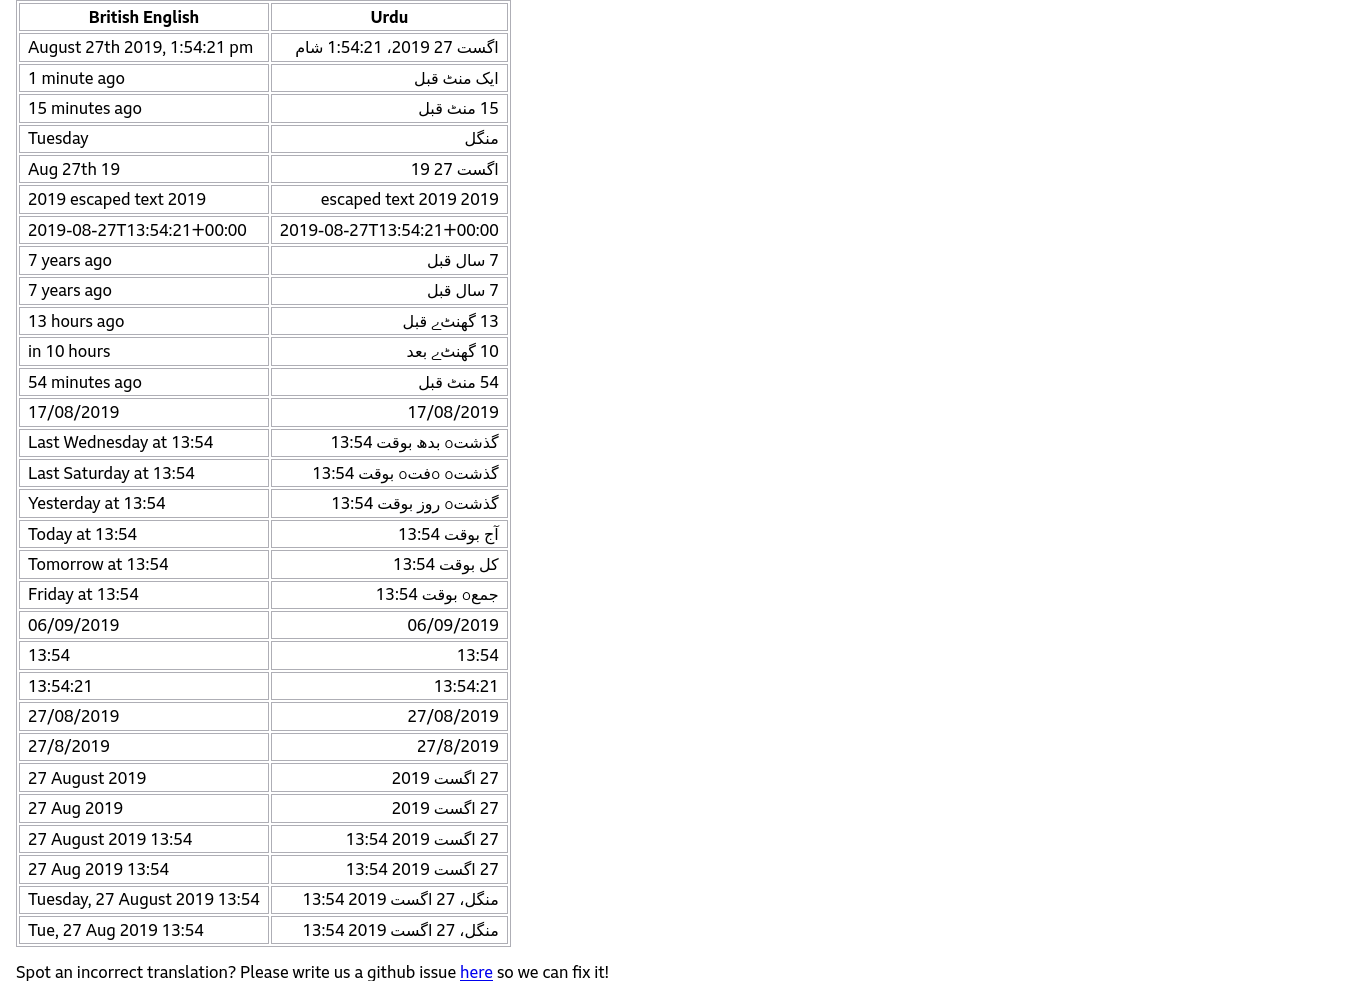 British English	Urdu
August 27th 2019, 1:54:21 pm	اگست 27 2019، 1:54:21 شام
1 minute ago	ایک منٹ قبل
15 minutes ago	15 منٹ قبل
Tuesday	منگل
Aug 27th 19	اگست 27 19
2019 escaped text 2019	2019 escaped text 2019
2019-08-27T13:54:21+00:00	2019-08-27T13:54:21+00:00
7 years ago	7 سال قبل
7 years ago	7 سال قبل
13 hours ago	13 گھنٹے قبل
in 10 hours	10 گھنٹے بعد
54 minutes ago	54 منٹ قبل
17/08/2019	17/08/2019
Last Wednesday at 13:54	گذشتہ بدھ بوقت 13:54
Last Saturday at 13:54	گذشتہ ہفتہ بوقت 13:54
Yesterday at 13:54	گذشتہ روز بوقت 13:54
Today at 13:54	آج بوقت 13:54
Tomorrow at 13:54	کل بوقت 13:54
Friday at 13:54	جمعہ بوقت 13:54
06/09/2019	06/09/2019
13:54	13:54
13:54:21	13:54:21
27/08/2019	27/08/2019
27/8/2019	27/8/2019
27 August 2019	27 اگست 2019
27 Aug 2019	27 اگست 2019
27 August 2019 13:54	27 اگست 2019 13:54
27 Aug 2019 13:54	27 اگست 2019 13:54
Tuesday, 27 August 2019 13:54	منگل، 27 اگست 2019 13:54
Tue, 27 Aug 2019 13:54	منگل، 27 اگست 2019 13:54
Spot an incorrect translation? Please write us a github issue here so we can fix it!